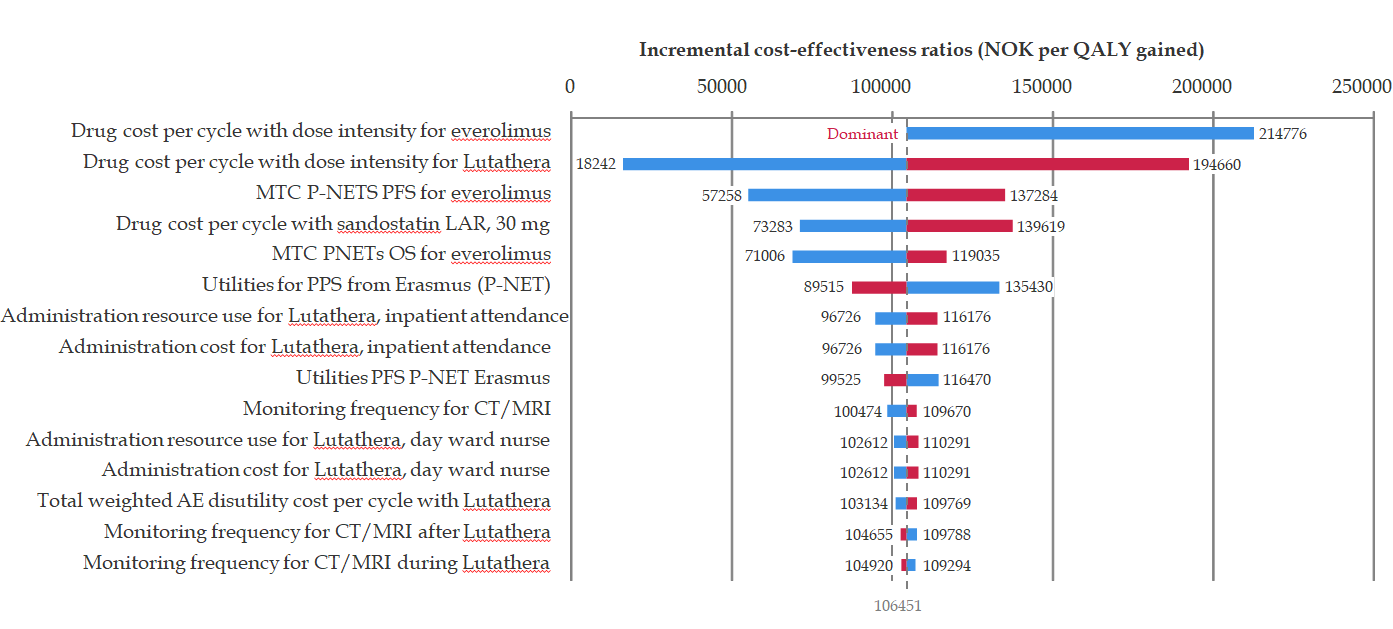 Incremental cost-effectiveness ratios (NOK per QALY gained)
0 50000 100000 150000 200000 250000
Drug cost per cycle with dose intensity for everolimus Dominant 214776
Drug cost per cycle with dose intensity for Lutathera 18242 194660
MTC P-NETS PFS for everolimus 57258 137284
Drug cost per cycle with sandostatin LAR, 30 mg 73283 139619
MTC PNETs OS for everolimus 71006 119035
Utilities for PPS from Erasmus (P-NET) 89515 135430
Administration resource use for Lutathera, inpatient attendance 96726 116176
Administration cost for Lutathera, inpatient attendance 96726 116176
Utilities PFS P-NET Erasmus 99525 116470
Monitoring frequency for CT/MRI 100474 109670
Administration resource use for Lutathera, day ward nurse 102612 110291
Administration cost for Lutathera, day ward nurse 102612 110291
Total weighted AE disutility cost per cycle with Lutathera 103134 109769
Monitoring frequency for CT/MRI after Lutathera 104655 109788
Monitoring frequency for CT/MRI during Lutathera 104920 109294
106451